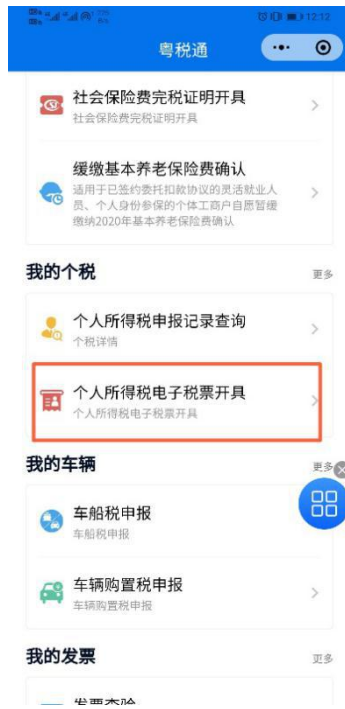 12:12
粤税通
社会保险费完税证明开具
社会保险费完税证明开具
缓缴基本养老保险费确认
适用于已签约委托扣款协议的灵活就业人
员、个人身份参保的个体工商户自愿暂缓
缴纳2020年基本养老保险费确认
我的个税
更多
个人所得税申报记录查询
个税详情
个人所得税电子税票开具
个人所得税电子税票开具
我的车辆
更多
车船税申报
车船税申报
车辆购置税申报
车辆购置税申报
我的发票
更多
发票查验